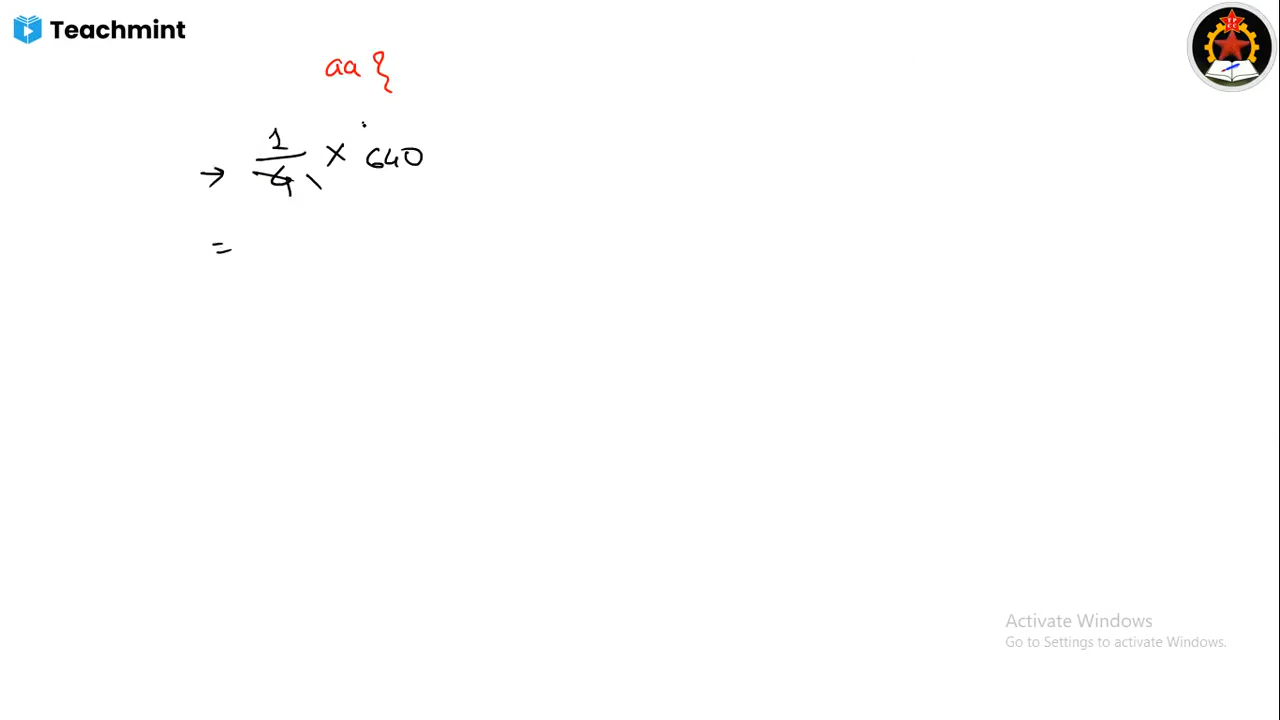 Teachmint
aa {
→ 1/4 × 640
=
Activate Windows
Go to Settings to activate Windows.